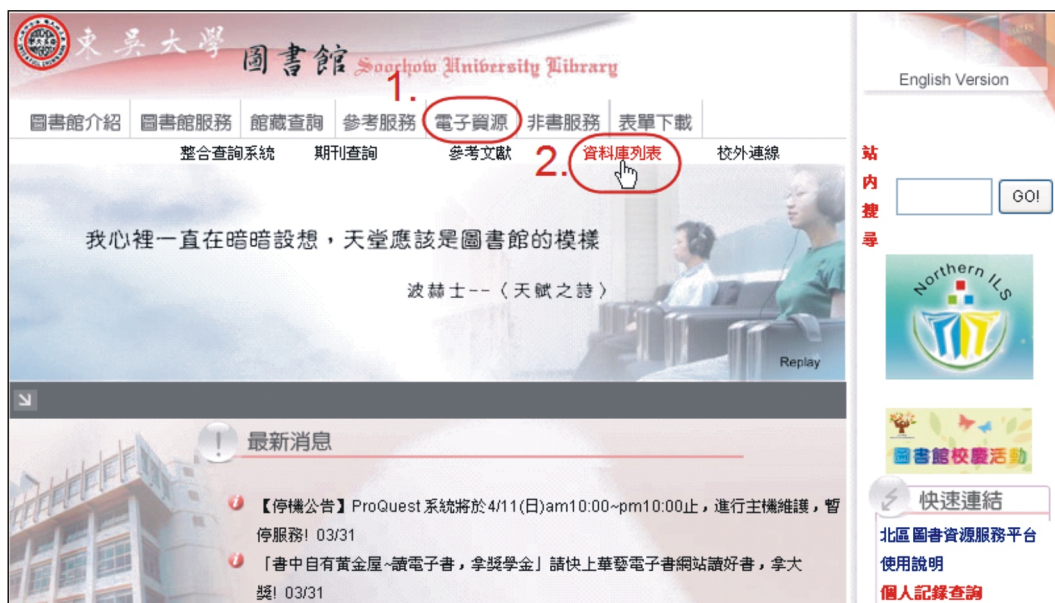 東吳大學
圖書館 Soochow University Library
English Version
1.
圖書館介紹 圖書館服務 館藏查詢 參考服務 電子資源 非書服務 表單下載
整合查詢系統 期刊查詢 參考文獻 2. 資料庫列表 校外連線
站內搜尋
GO!
我心裡一直在暗暗設想，天堂應該是圖書館的模樣
波赫士--〈天賦之詩〉
Northern ILS
Replay
最新消息
圖書館校慶活動
快速連結
【停機公告】ProQuest 系統將於4/11(日)am10:00~pm10:00止，進行主機維護，暫
停服務! 03/31
「書中自有黃金屋~讀電子書，拿獎學金」請快上華藝電子書網站讀好書，拿大
獎! 03/31
北區圖書資源服務平台
使用說明
個人記錄查詢